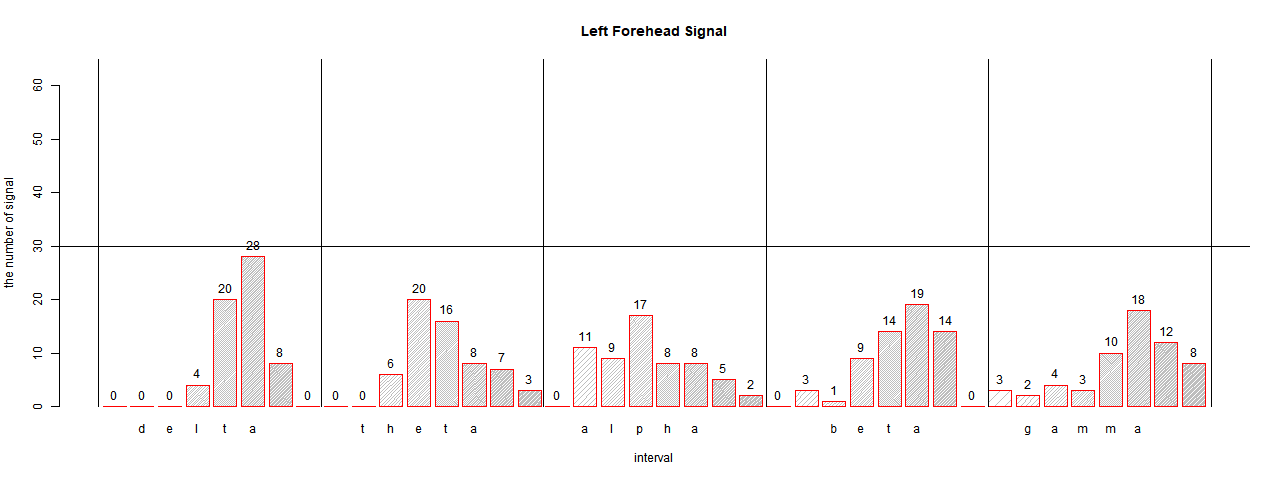 Left Forehead Signal
the number of signal
60
50
40
30
20
10
0
0 0 0 4 20 28 8 0 0 0 6 20 16 8 7 3 0 11 9 17 8 8 5 2 0 3 1 9 14 19 14 0 3 2 4 3 10 18 12 8
d e l t a t h e t a a l p h a b e t a g a m m a
interval